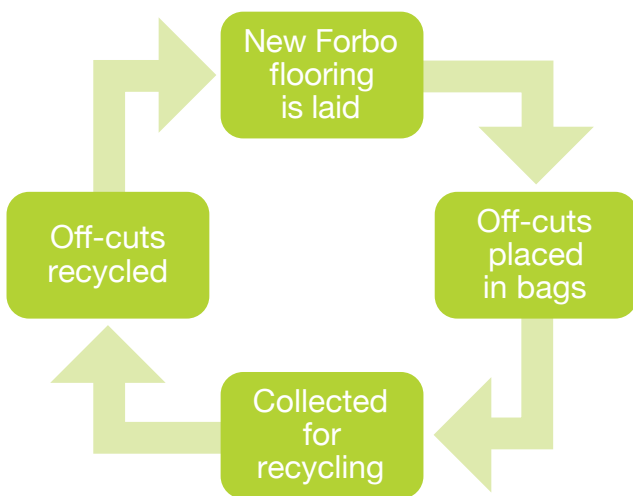 New Forbo
flooring
is laid
Off-cuts
placed
in bags
Collected
for
recycling
Off-cuts
recycled